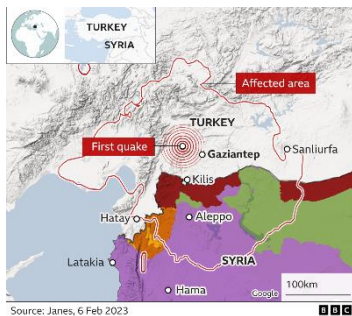 TURKEY
SYRIA
Affected area
TURKEY
First quake
Gaziantep
Sanliurfa
Kilis
Hatay
Aleppo
Latakia
SYRIA
Hama
Google
100km
Source: Janes, 6 Feb 2023
BBC